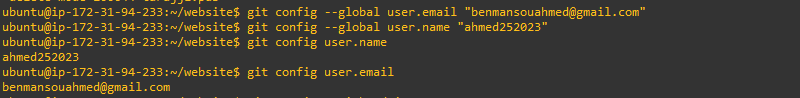 ubuntu@ip-172-31-94-233:~/website$ git config --global user.email "benmansouahmed@gmail.com"
ubuntu@ip-172-31-94-233:~/website$ git config --global user.name "ahmed252023"
ubuntu@ip-172-31-94-233:~/website$ git config user.name
ahmed252023
ubuntu@ip-172-31-94-233:~/website$ git config user.email
benmansouahmed@gmail.com